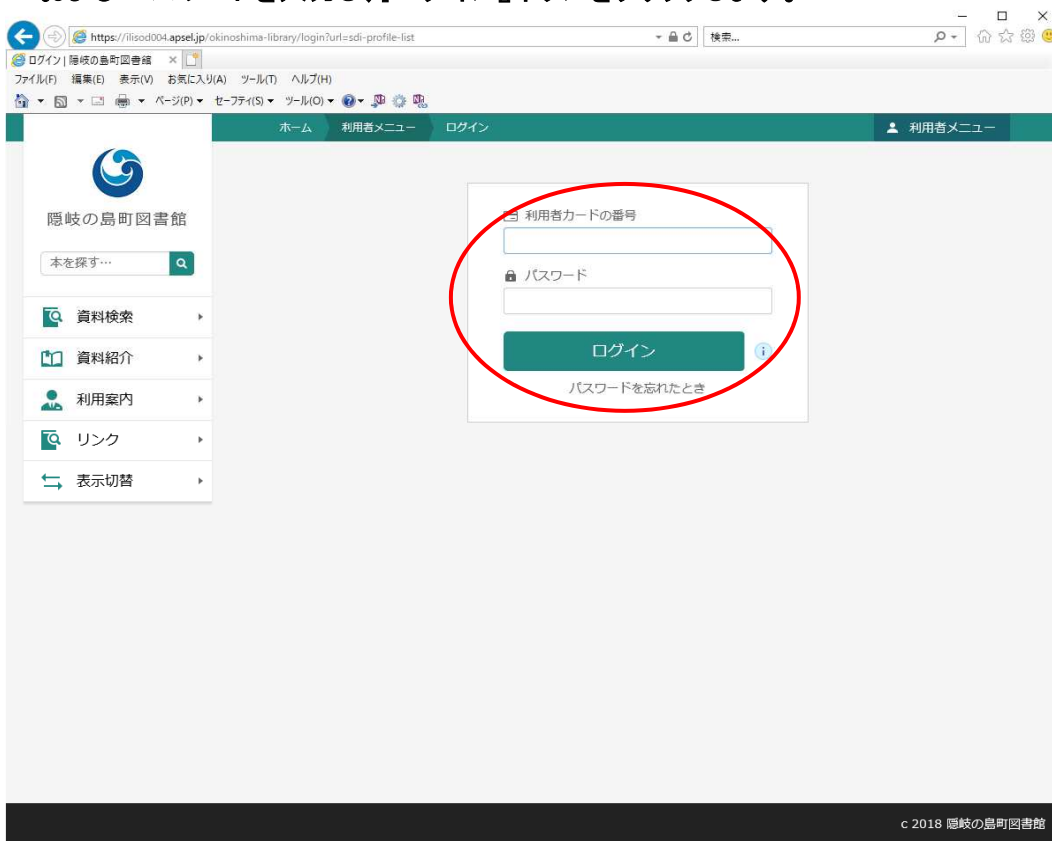 https://ilisod004.apsel.jp/okinoshima-library/login?url=sdi-profile-list
検索...
ログイン | 隠岐の島町図書館
ファイル(F) 編集(E) 表示(V) お気に入り(A) ツール(T) ヘルプ(H)
ページ(P) セーフティ(S) ツール(O)
ホーム 利用者メニュー ログイン
利用者メニュー
隠岐の島町図書館
本を探す…
資料検索
資料紹介
利用案内
リンク
表示切替
利用者カードの番号
パスワード
ログイン
パスワードを忘れたとき
c 2018 隠岐の島町図書館